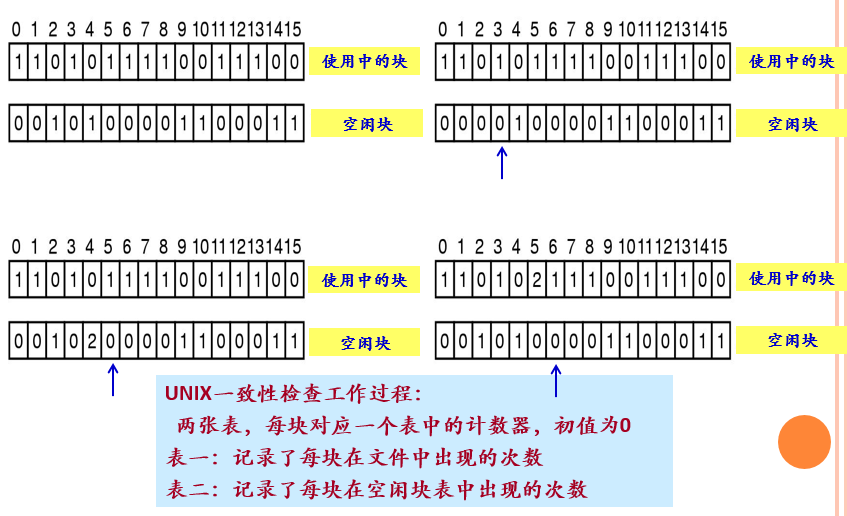 0 1 2 3 4 5 6 7 8 9 10 11 12 13 14 15
1 1 0 1 0 1 1 1 1 0 0 1 1 1 0 0 使用中的块
0 0 1 0 1 0 0 0 0 1 1 0 0 0 1 1 空闲块
0 1 2 3 4 5 6 7 8 9 10 11 12 13 14 15
1 1 0 1 0 1 1 1 1 0 0 1 1 1 0 0 使用中的块
0 0 0 0 1 0 0 0 0 1 1 0 0 0 1 1 空闲块
0 1 2 3 4 5 6 7 8 9 10 11 12 13 14 15
1 1 0 1 0 1 1 1 1 0 0 1 1 1 0 0 使用中的块
0 0 1 0 2 0 0 0 0 1 1 0 0 0 1 1 空闲块
0 1 2 3 4 5 6 7 8 9 10 11 12 13 14 15
1 1 0 1 0 2 1 1 1 0 0 1 1 1 0 0 使用中的块
0 0 1 0 1 0 0 0 0 1 1 0 0 0 1 1 空闲块
UNIX一致性检查工作过程：
两张表，每块对应一个表中的计数器，初值为0
表一：记录了每块在文件中出现的次数
表二：记录了每块在空闲块表中出现的次数